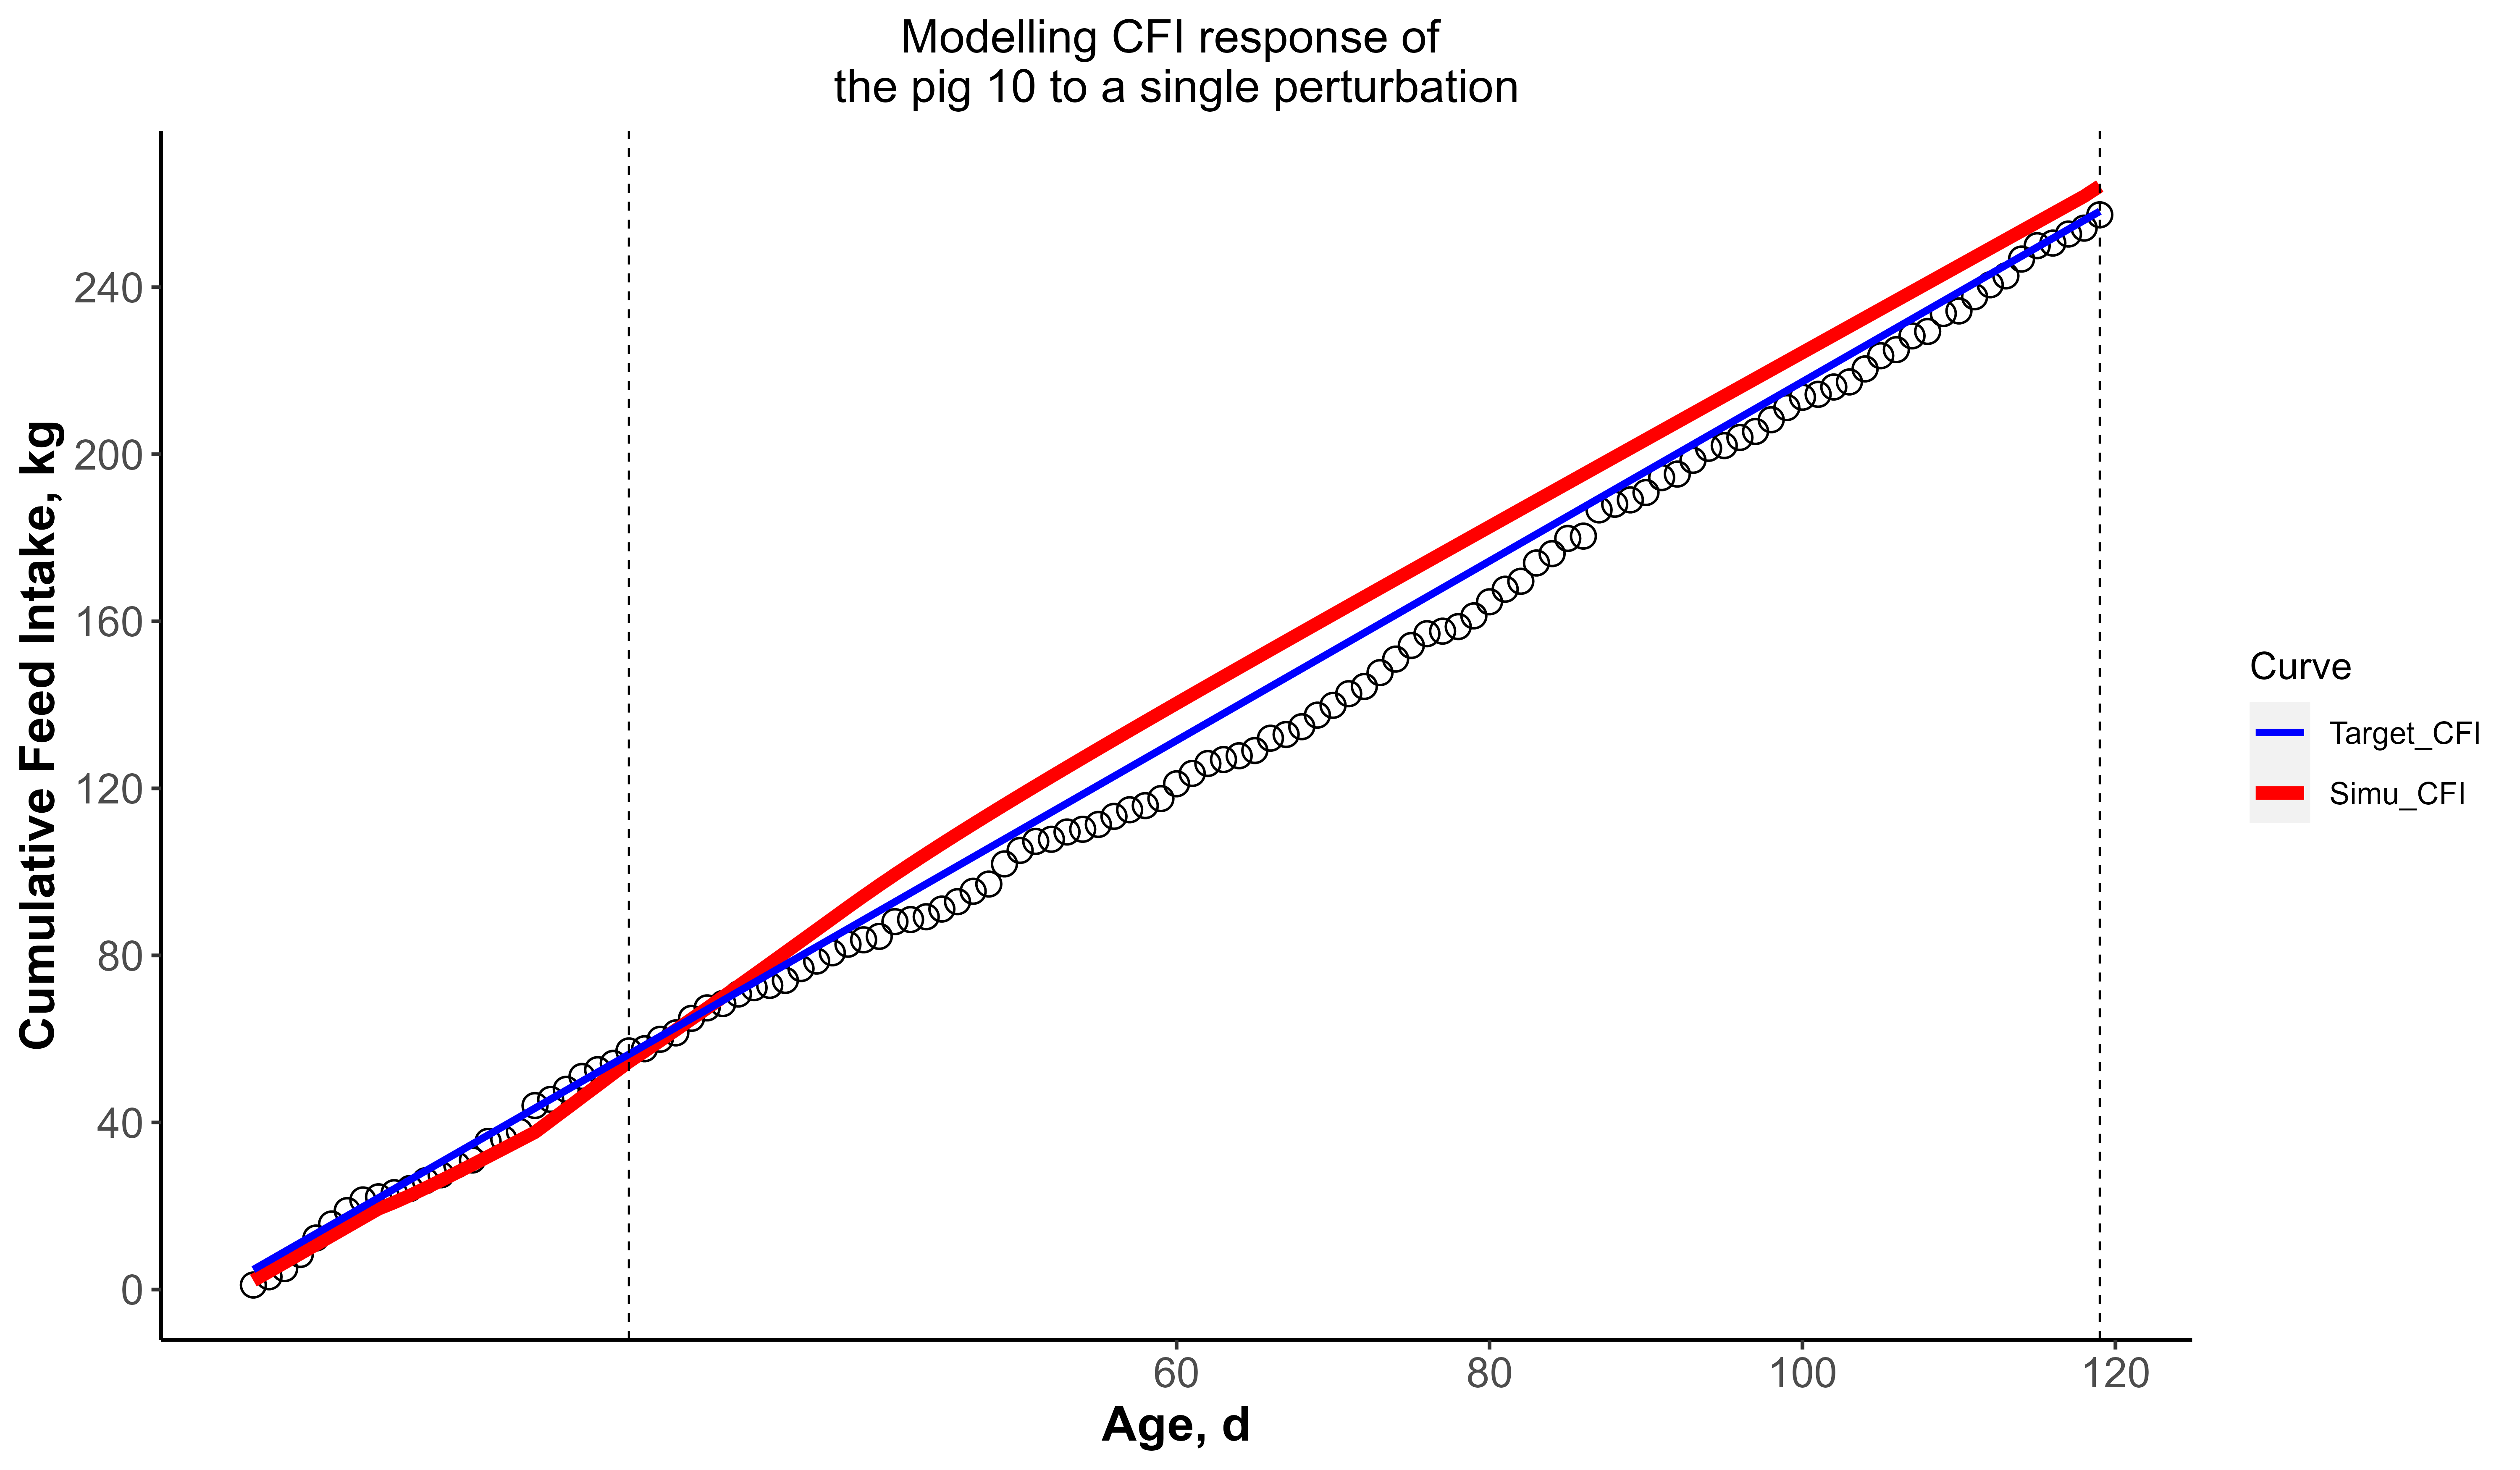 Modelling CFI response of
the pig 10 to a single perturbation
Cumulative Feed Intake, kg
240
200
160
120
80
40
0
60
80
100
120
Age, d
Curve
Target_CFI
Simu_CFI